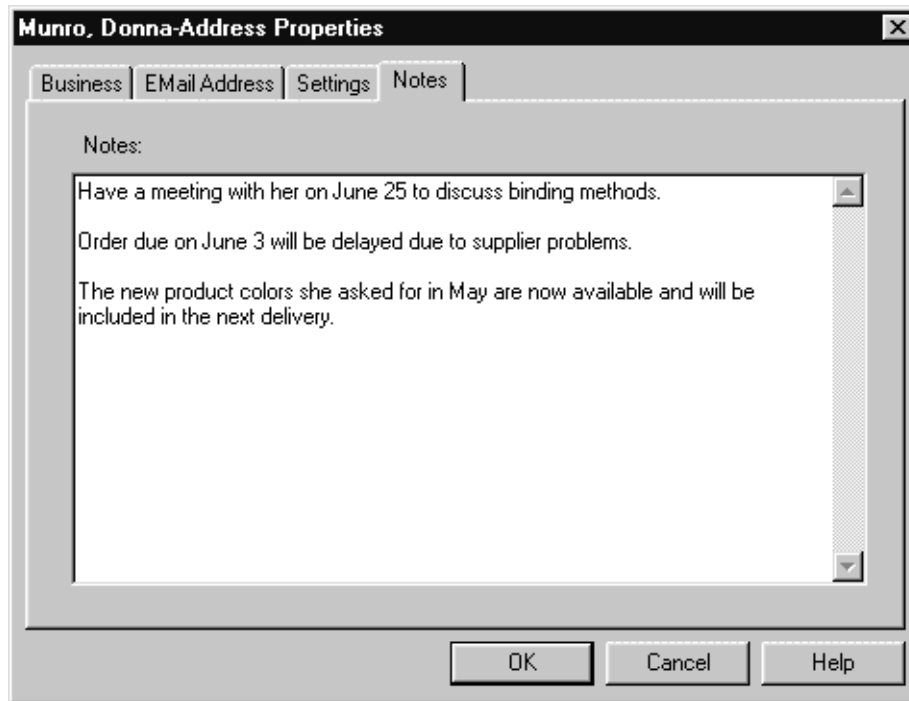 Munro, Donna-Address Properties
Business
EMail Address
Settings
Notes
Notes:
Have a meeting with her on June 25 to discuss binding methods.
Order due on June 3 will be delayed due to supplier problems.
The new product colors she asked for in May are now available and will be
included in the next delivery.
OK
Cancel
Help